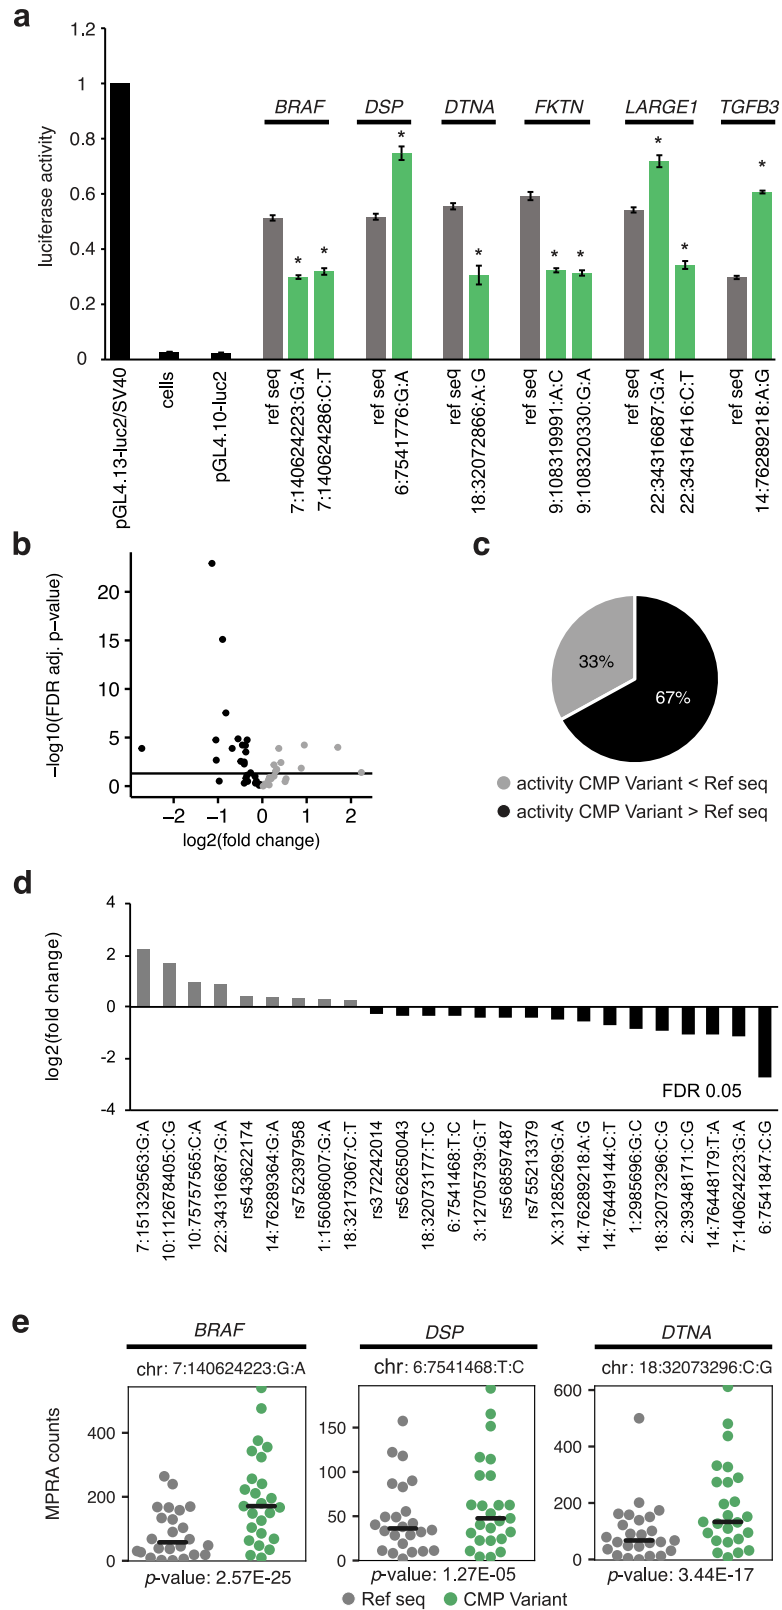 a
1.2
1
0.8
0.6
0.4
0.2
0
luciferase activity
BRAF DSP DTNA FKTN LARGE1 TGFB3
* * * * * * * * *
pGL4.13-luc2/SV40
cells
pGL4.10-luc2
ref seq
7:140624223:G:A
7:140624286:C:T
ref seq
6:7541776:G:A
ref seq
18:32072866:A:G
ref seq
9:108319991:A:C
9:108320330:G:A
ref seq
22:34316687:G:A
22:34316416:C:T
ref seq
14:76289218:A:G
b
−log10(FDR adj. p−value)
20
15
10
5
0
−2 −1 0 1 2
log2(fold change)
c
33%
67%
activity CMP Variant < Ref seq
activity CMP Variant > Ref seq
d
log2(fold change)
4
2
0
-2
-4
FDR 0.05
7:151329563:G:A
10:112678405:C:G
10:75757565:C:A
22:34316687:G:A
rs543622174
14:76289364:G:A
rs752397958
1:156086007:G:A
18:32173067:C:T
rs372242014
rs562650043
18:32073177:T:C
6:7541468:T:C
3:12705739:G:T
rs568597487
rs755213379
X:31285269:G:A
14:76289218:A:G
14:76449144:C:T
1:2985696:G:C
18:32073296:C:G
2:39348171:C:G
14:76448179:T:A
7:140624223:G:A
6:7541847:C:G
e
BRAF
chr: 7:140624223:G:A
MPRA counts
400
200
0
p-value: 2.57E-25
DSP
chr: 6:7541468:T:C
150
100
50
0
p-value: 1.27E-05
DTNA
chr: 18:32073296:C:G
600
400
200
0
p-value: 3.44E-17
Ref seq CMP Variant